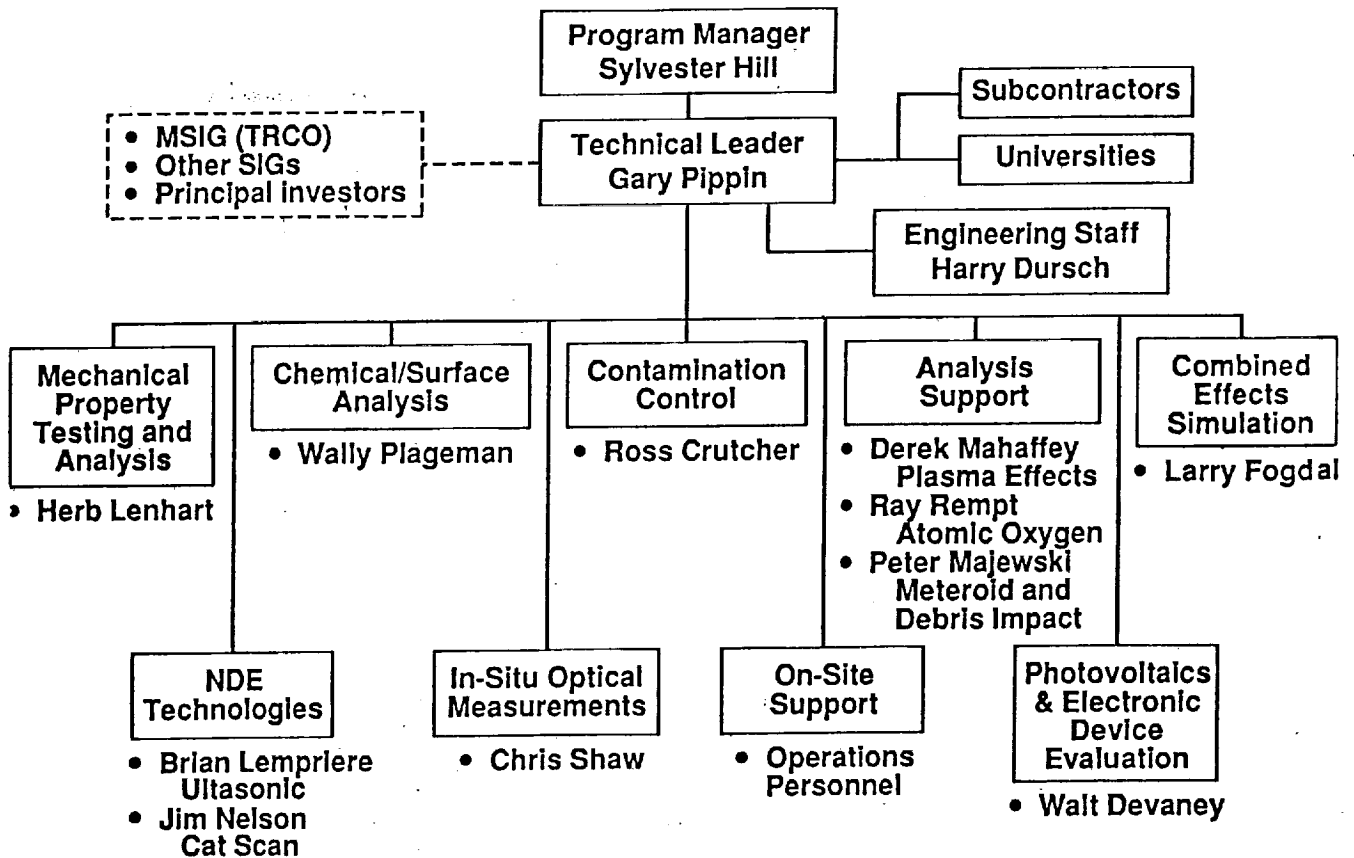 Program Manager
Sylvester Hill
Subcontractors
• MSIG (TRCO)
• Other SIGs
• Principal investors
Technical Leader
Gary Pippin
Universities
Engineering Staff
Harry Dursch
Mechanical
Property
Testing and
Analysis
• Herb Lenhart
Chemical/Surface
Analysis
• Wally Plageman
Contamination
Control
• Ross Crutcher
Analysis
Support
• Derek Mahaffey
Plasma Effects
• Ray Rempt
Atomic Oxygen
• Peter Majewski
Meteroid and
Debris Impact
Combined
Effects
Simulation
• Larry Fogdal
NDE
Technologies
• Brian Lempriere
Ultasonic
• Jim Nelson
Cat Scan
In-Situ Optical
Measurements
• Chris Shaw
On-Site
Support
• Operations
Personnel
Photovoltaics
& Electronic
Device
Evaluation
• Walt Devaney